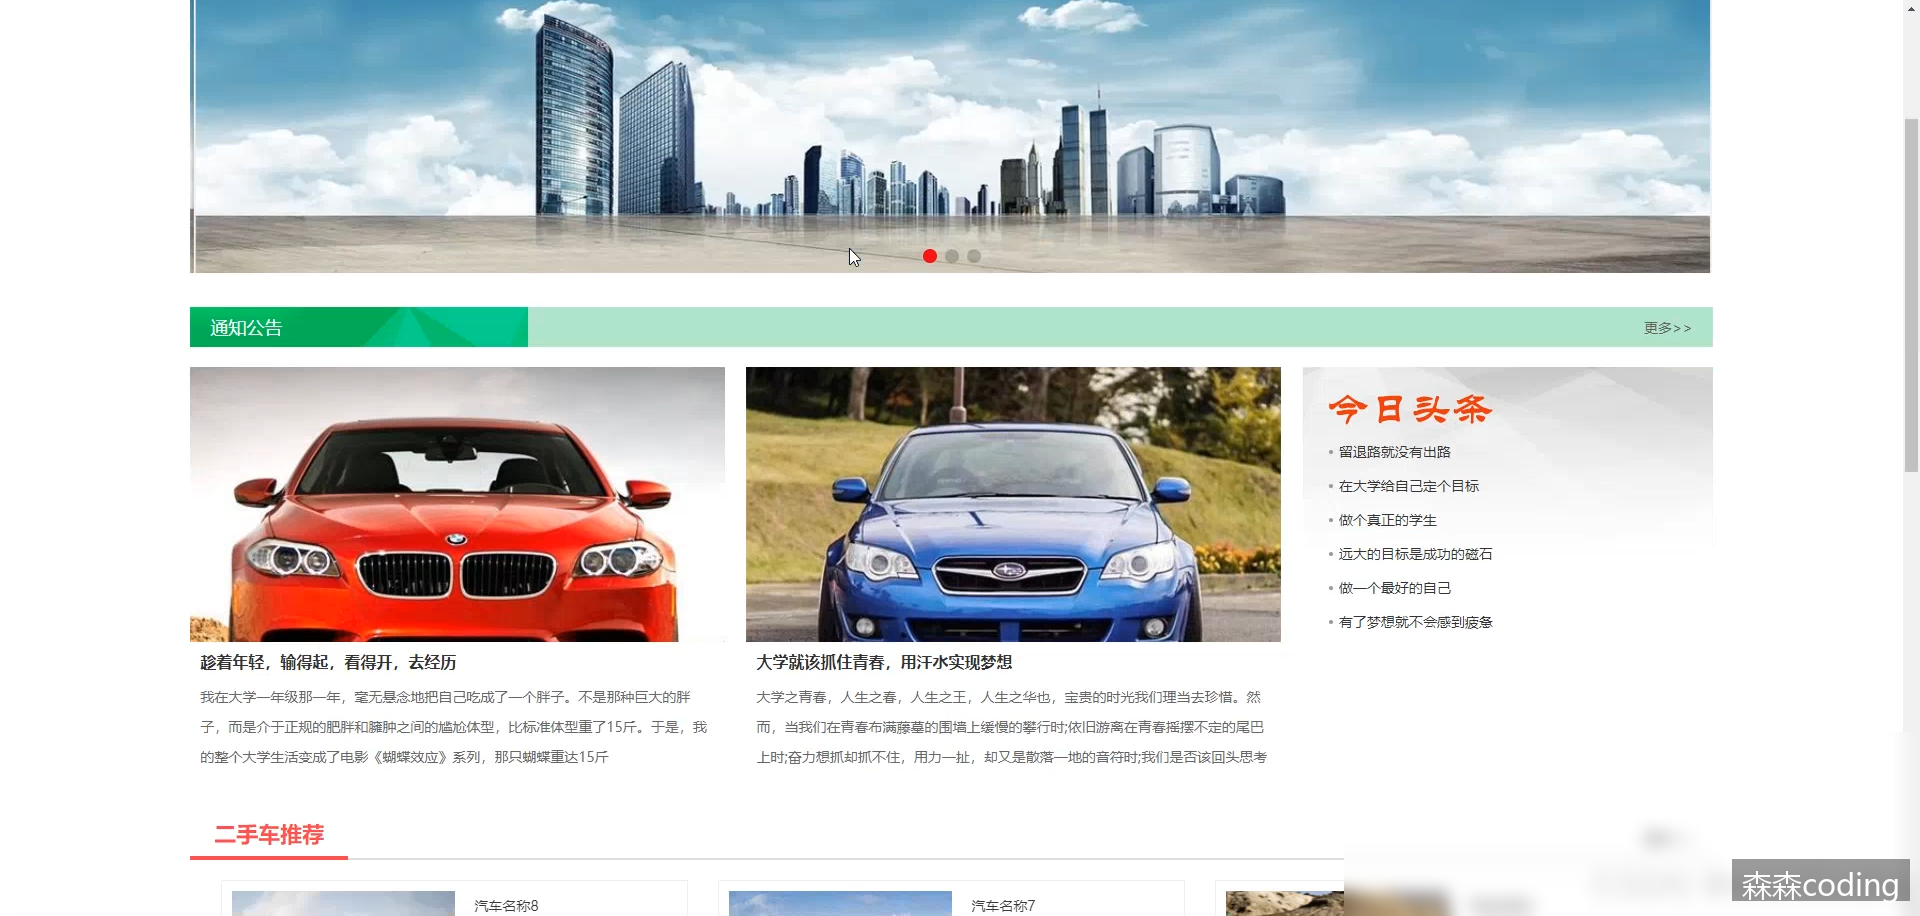 通知公告
更多>>
今日头条
留退路就没有出路
在大学给自己定个目标
做个真正的学生
远大的目标是成功的磁石
做一个最好的自己
有了梦想就不会感到疲惫
趁着年轻，输得起，看得开，去经历
我在大学一年级那一年，毫无悬念地把自己吃成了一个胖子。不是那种巨大的胖
子，而是介于正规的肥胖和臃肿之间的尴尬体型，比标准体型重了15斤。于是，我
的整个大学生活变成了电影《蝴蝶效应》系列，那只蝴蝶重达15斤
大学就该抓住青春，用汗水实现梦想
大学之青春，人生之春，人生之王，人生之华也，宝贵的时光我们理当去珍惜。然
而，当我们在青春布满藤蔓的围墙上缓慢的攀行时;依旧游离在青春摇摆不定的尾巴
上时;奋力想抓却抓不住，用力一扯，却又是散落一地的音符时;我们是否该回头思考
二手车推荐
汽车名称8
汽车名称7
森森coding